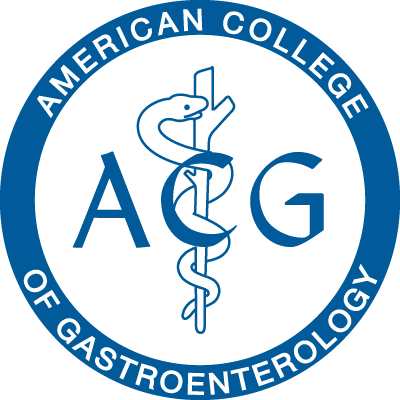 AMERICAN COLLEGE
ACG
OF GASTROENTEROLOGY